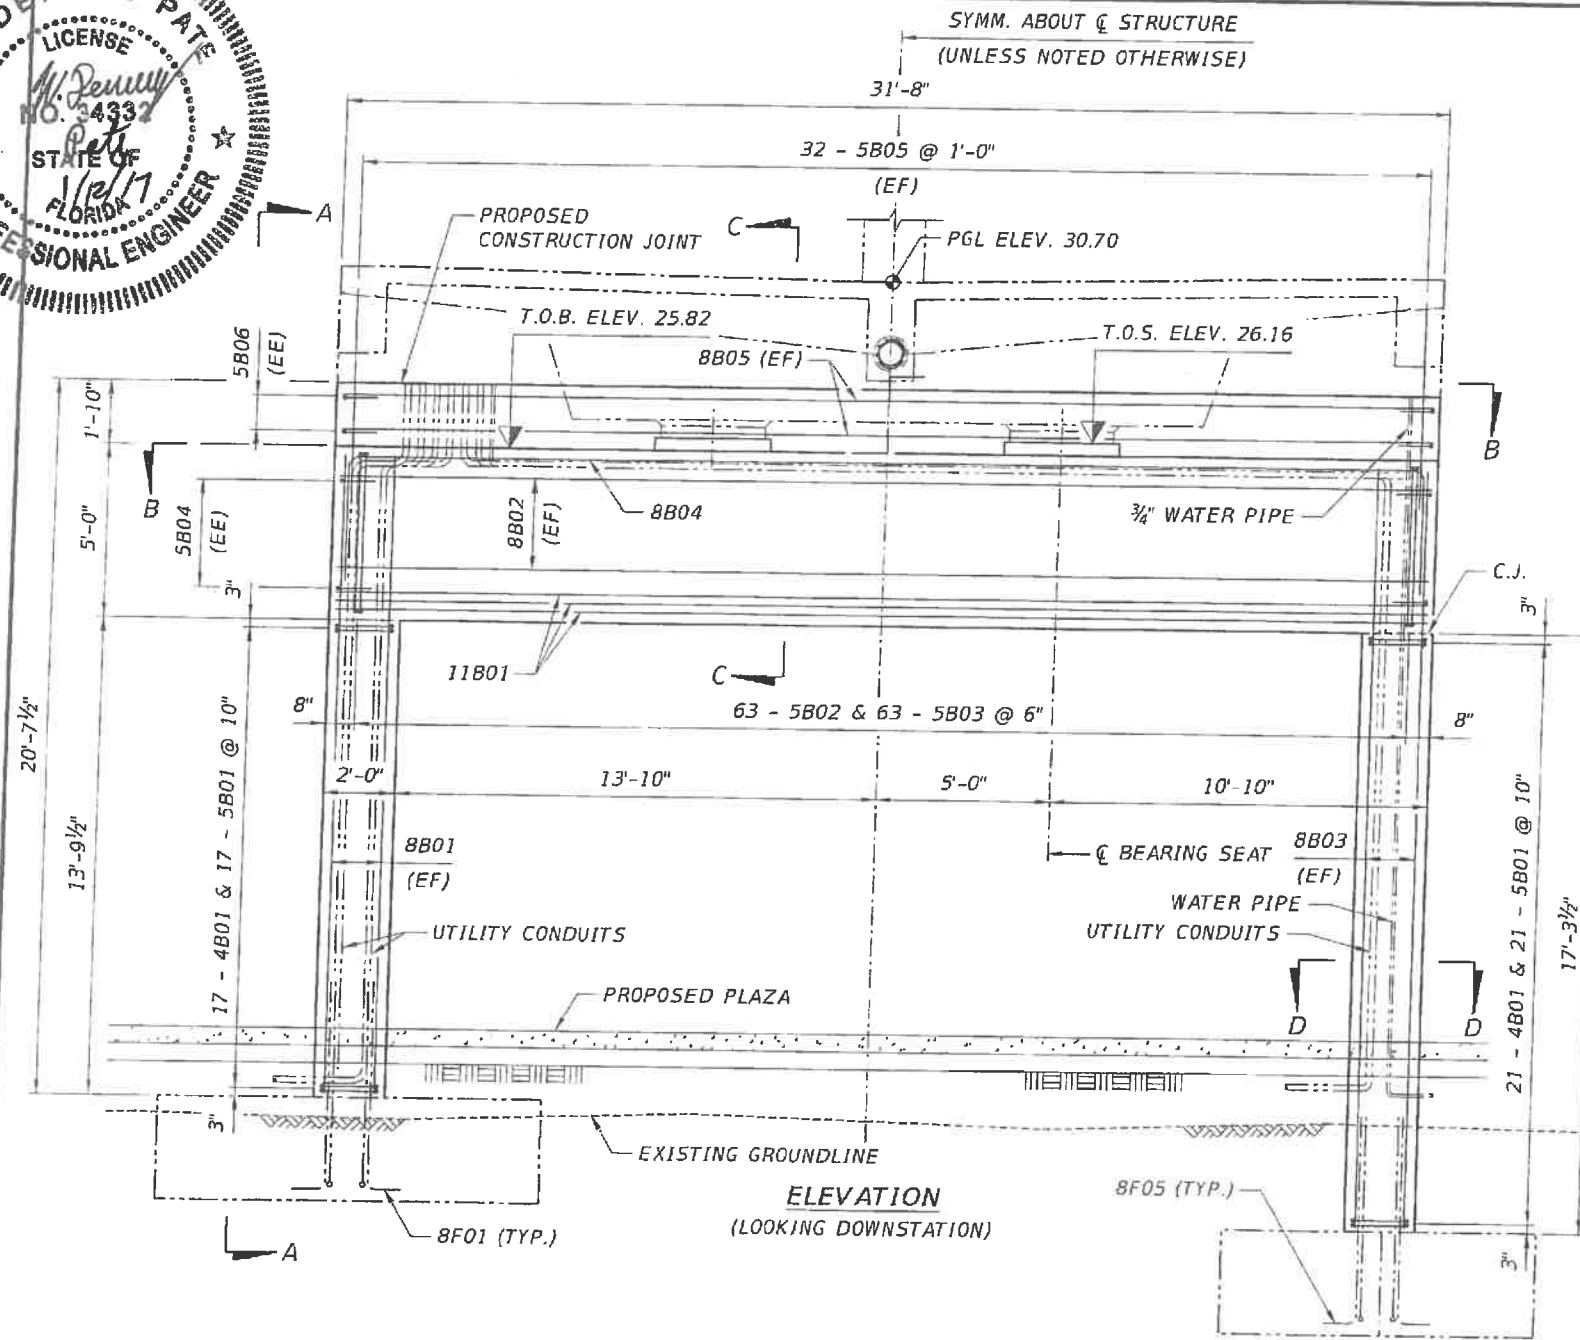 LICENSE
NO. 34332
STATE OF
1/12/17
FLORIDA
SIONAL ENGINEER
SYMM. ABOUT ℄ STRUCTURE
(UNLESS NOTED OTHERWISE)
31'-8"
32 - 5B05 @ 1'-0"
(EF)
A
PROPOSED
CONSTRUCTION JOINT
C
PGL ELEV. 30.70
5B06
(EE)
T.O.B. ELEV. 25.82
T.O.S. ELEV. 26.16
8B05 (EF)
1'-10"
B
B
5'-0"
5B04
(EE)
8B02
(EF)
8B04
¾" WATER PIPE
3"
C.J.
3"
11B01
C
20'-7½"
13'-9½"
17 - 4B01 & 17 - 5B01 @ 10"
8"
63 - 5B02 & 63 - 5B03 @ 6"
8"
2'-0"
13'-10"
5'-0"
10'-10"
8B01
(EF)
℄ BEARING SEAT
8B03
(EF)
WATER PIPE
UTILITY CONDUITS
UTILITY CONDUITS
21 - 4B01 & 21 - 5B01 @ 10"
17'-3½"
PROPOSED PLAZA
D
D
3"
EXISTING GROUNDLINE
8F01 (TYP.)
A
ELEVATION
(LOOKING DOWNSTATION)
8F05 (TYP.)
3"